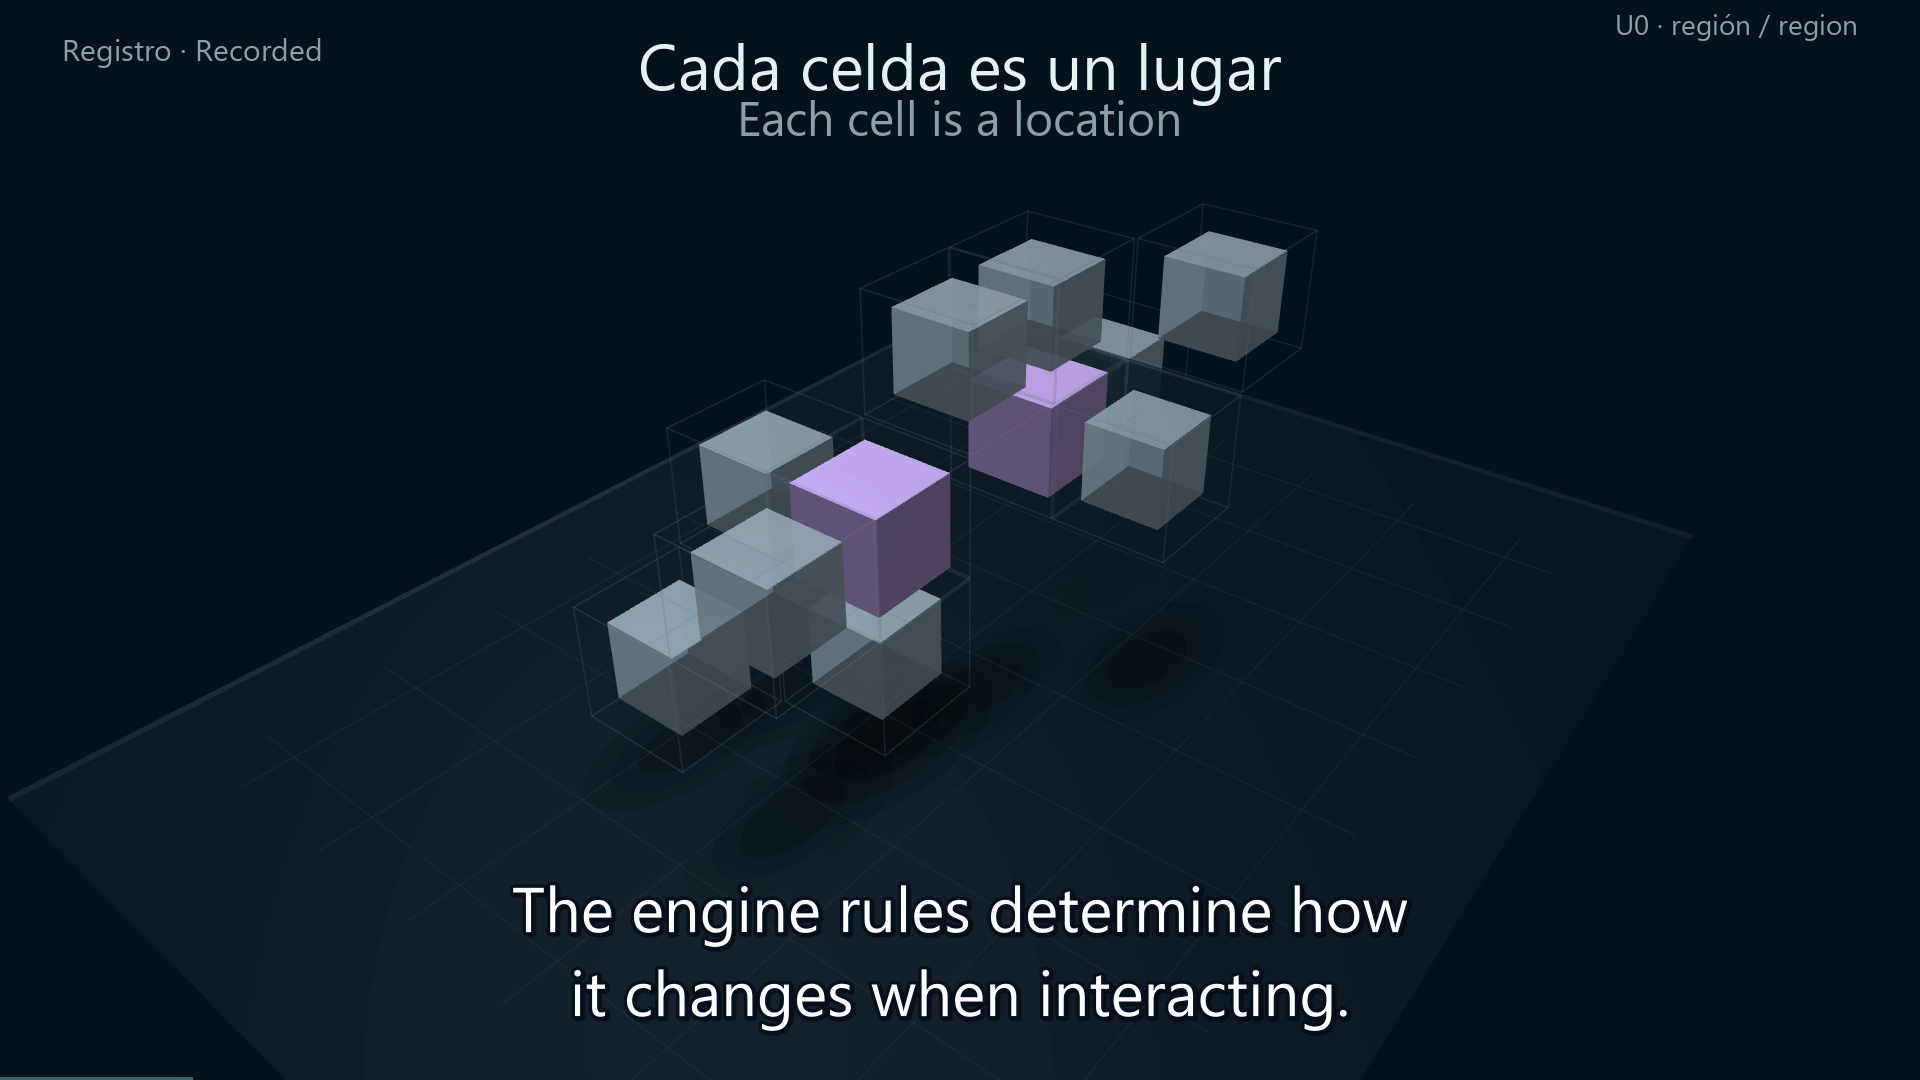 Registro · Recorded
U0 · región / region
Cada celda es un lugar
Each cell is a location
The engine rules determine how
it changes when interacting.